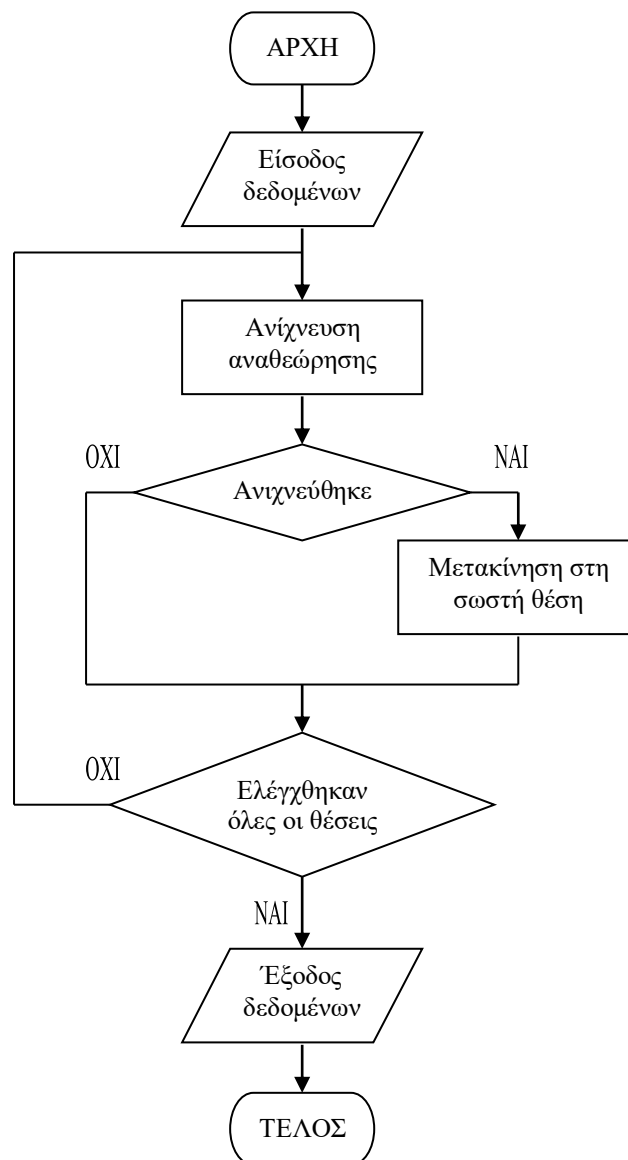 ΑΡΧΗ
Είσοδος
δεδομένων
Ανίχνευση
αναθεώρησης
ΟΧΙ
ΝΑΙ
Ανιχνεύθηκε
Μετακίνηση στη
σωστή θέση
ΟΧΙ
Ελέγχθηκαν
όλες οι θέσεις
ΝΑΙ
Έξοδος
δεδομένων
ΤΕΛΟΣ